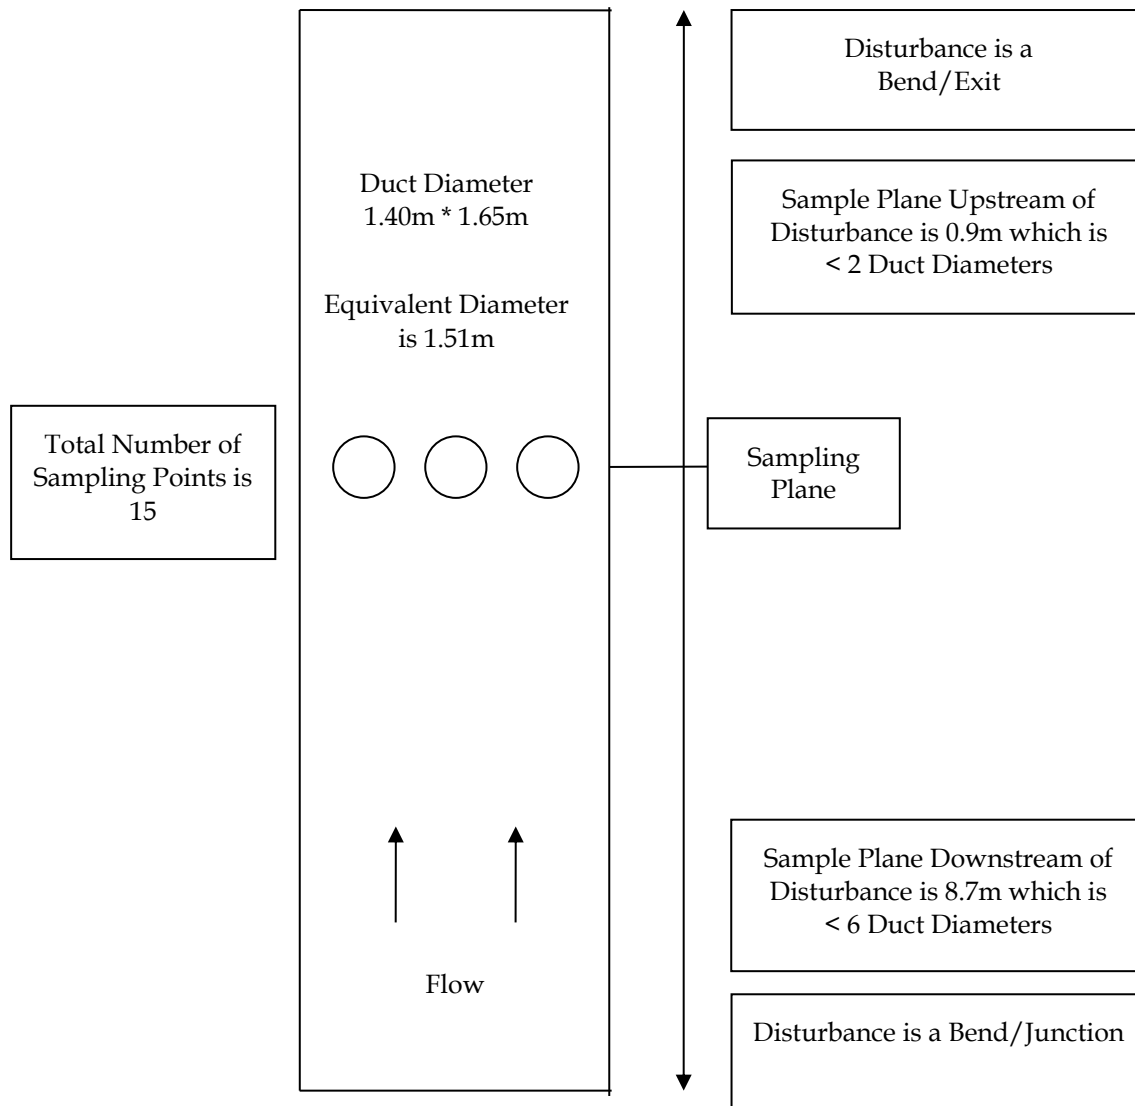 Disturbance is a
Bend/Exit
Duct Diameter
1.40m * 1.65m
Sample Plane Upstream of
Disturbance is 0.9m which is
< 2 Duct Diameters
Equivalent Diameter
is 1.51m
Total Number of
Sampling Points is
15
Sampling
Plane
Sample Plane Downstream of
Disturbance is 8.7m which is
< 6 Duct Diameters
Flow
Disturbance is a Bend/Junction